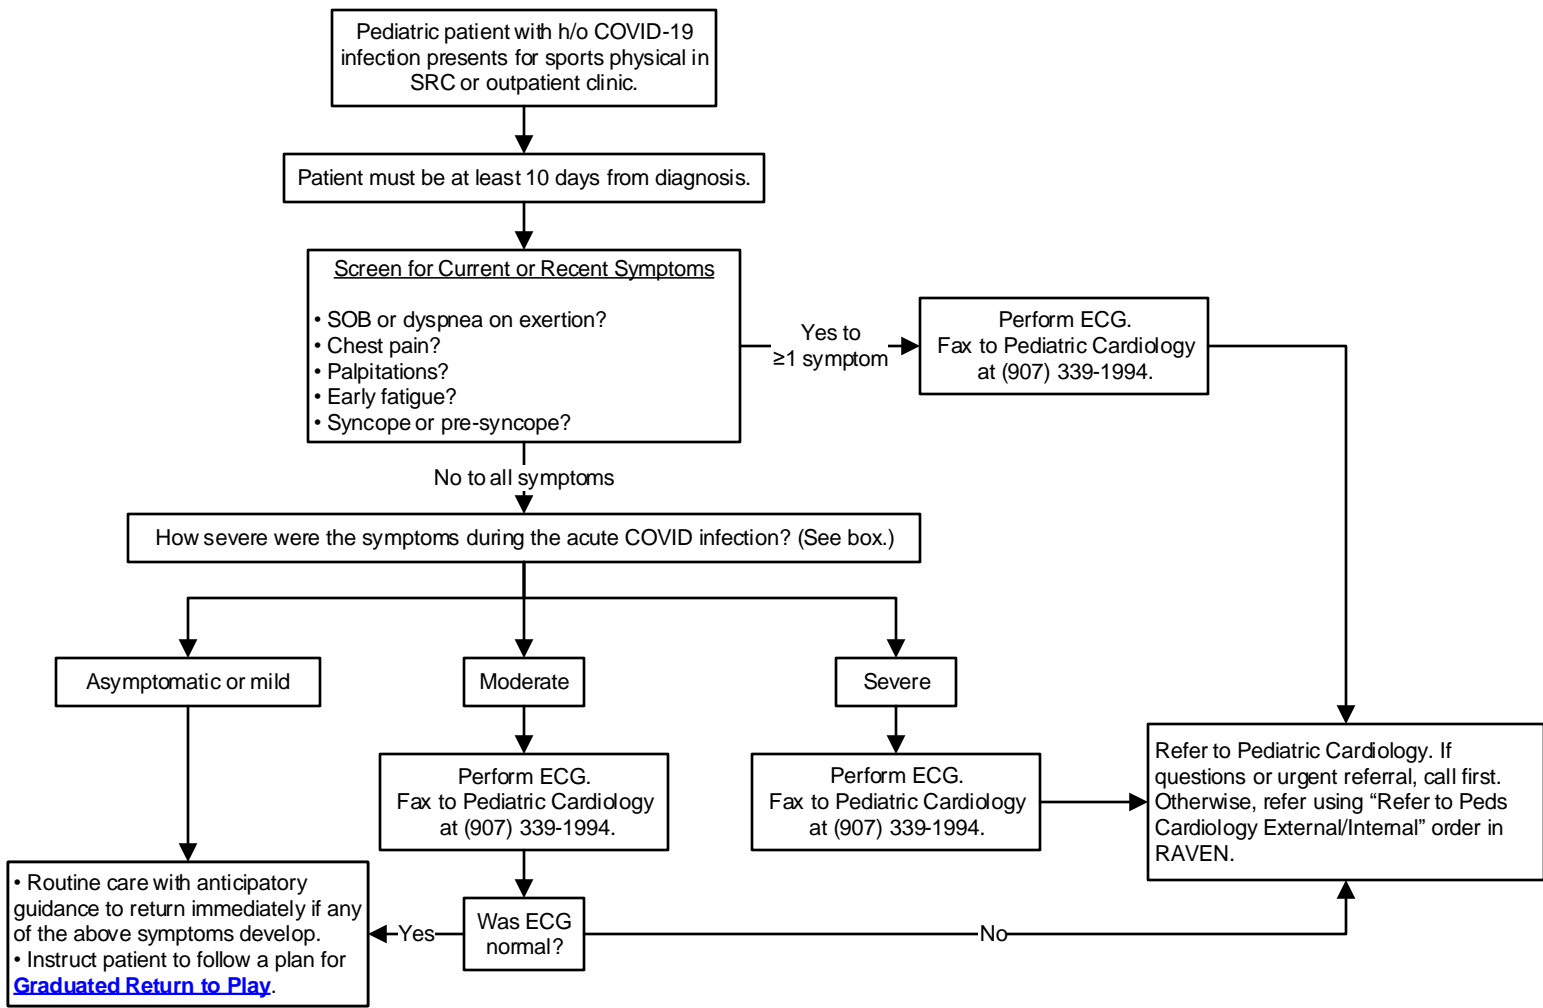 Pediatric patient with h/o COVID-19
infection presents for sports physical in
SRC or outpatient clinic.
Patient must be at least 10 days from diagnosis.
Screen for Current or Recent Symptoms
• SOB or dyspnea on exertion?
• Chest pain?
• Palpitations?
• Early fatigue?
• Syncope or pre-syncope?
Yes to
≥1 symptom
Perform ECG.
Fax to Pediatric Cardiology
at (907) 339-1994.
No to all symptoms
How severe were the symptoms during the acute COVID infection? (See box.)
Asymptomatic or mild
Moderate
Severe
Perform ECG.
Fax to Pediatric Cardiology
at (907) 339-1994.
Perform ECG.
Fax to Pediatric Cardiology
at (907) 339-1994.
Refer to Pediatric Cardiology. If
questions or urgent referral, call first.
Otherwise, refer using “Refer to Peds
Cardiology External/Internal” order in
RAVEN.
• Routine care with anticipatory
guidance to return immediately if any
of the above symptoms develop.
• Instruct patient to follow a plan for
Graduated Return to Play.
Yes
Was ECG
normal?
No